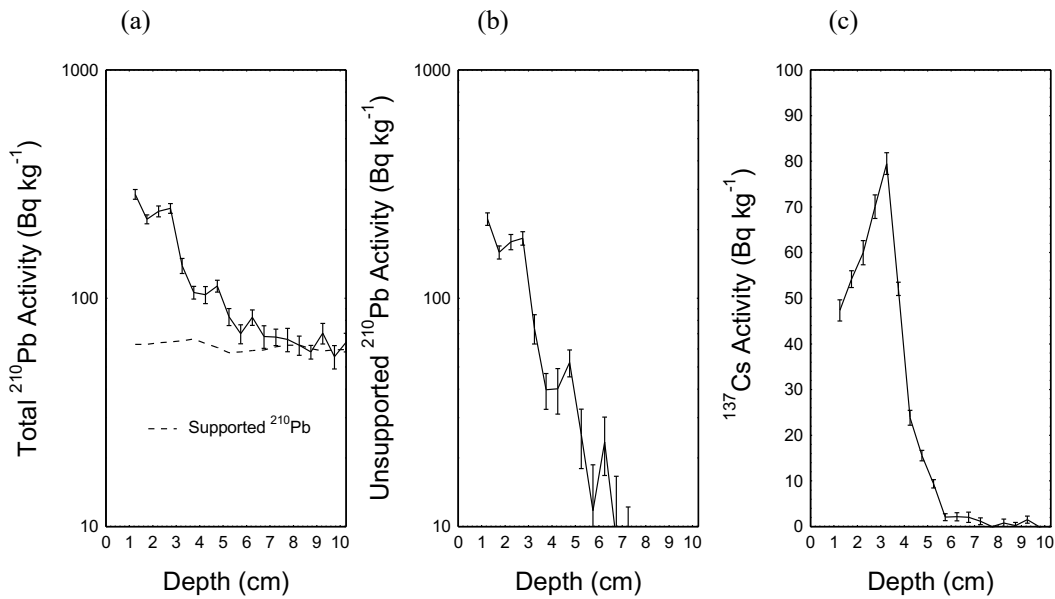 (a)
(b)
(c)
Total ²¹⁰Pb Activity (Bq kg⁻¹)
1000
100
10
0 1 2 3 4 5 6 7 8 9 10
Depth (cm)
Supported ²¹⁰Pb
Unsupported ²¹⁰Pb Activity (Bq kg⁻¹)
1000
100
10
0 1 2 3 4 5 6 7 8 9 10
Depth (cm)
¹³⁷Cs Activity (Bq kg⁻¹)
100
90
80
70
60
50
40
30
20
10
0
0 1 2 3 4 5 6 7 8 9 10
Depth (cm)